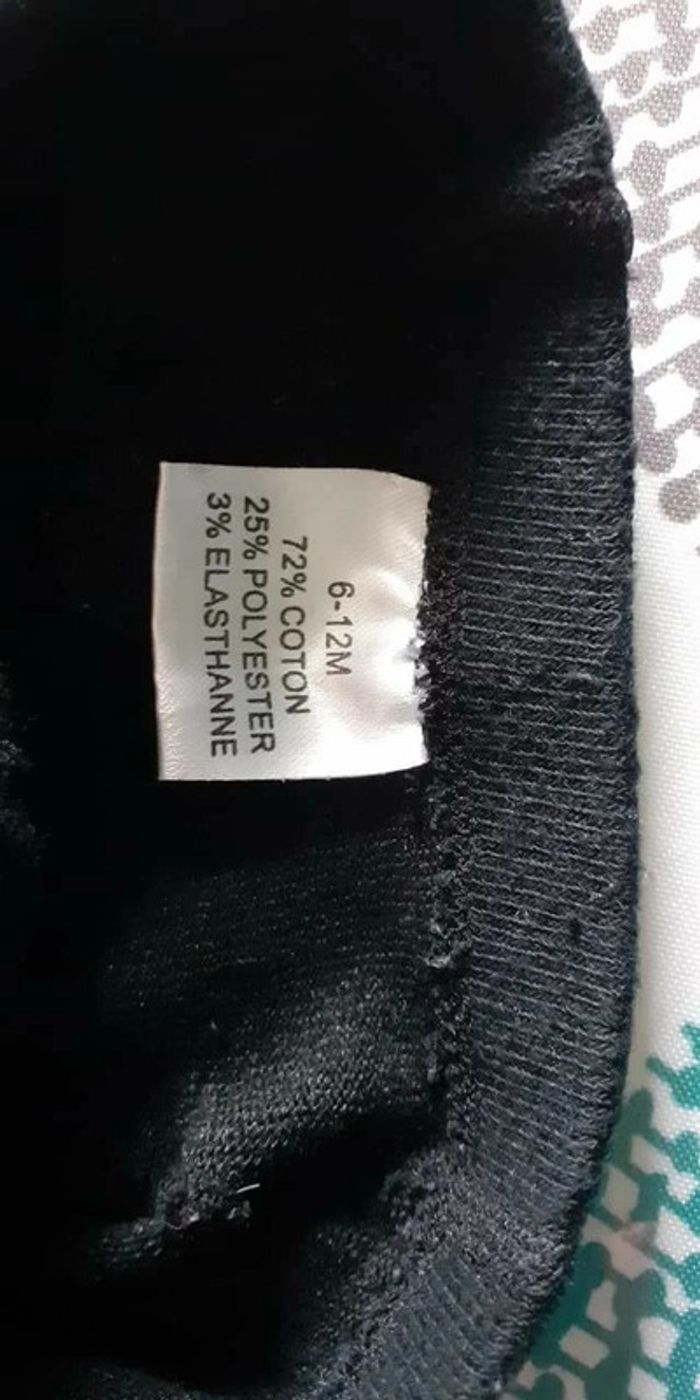 6-12M
72% COTON
25% POLYESTER
3% ELASTHANNE